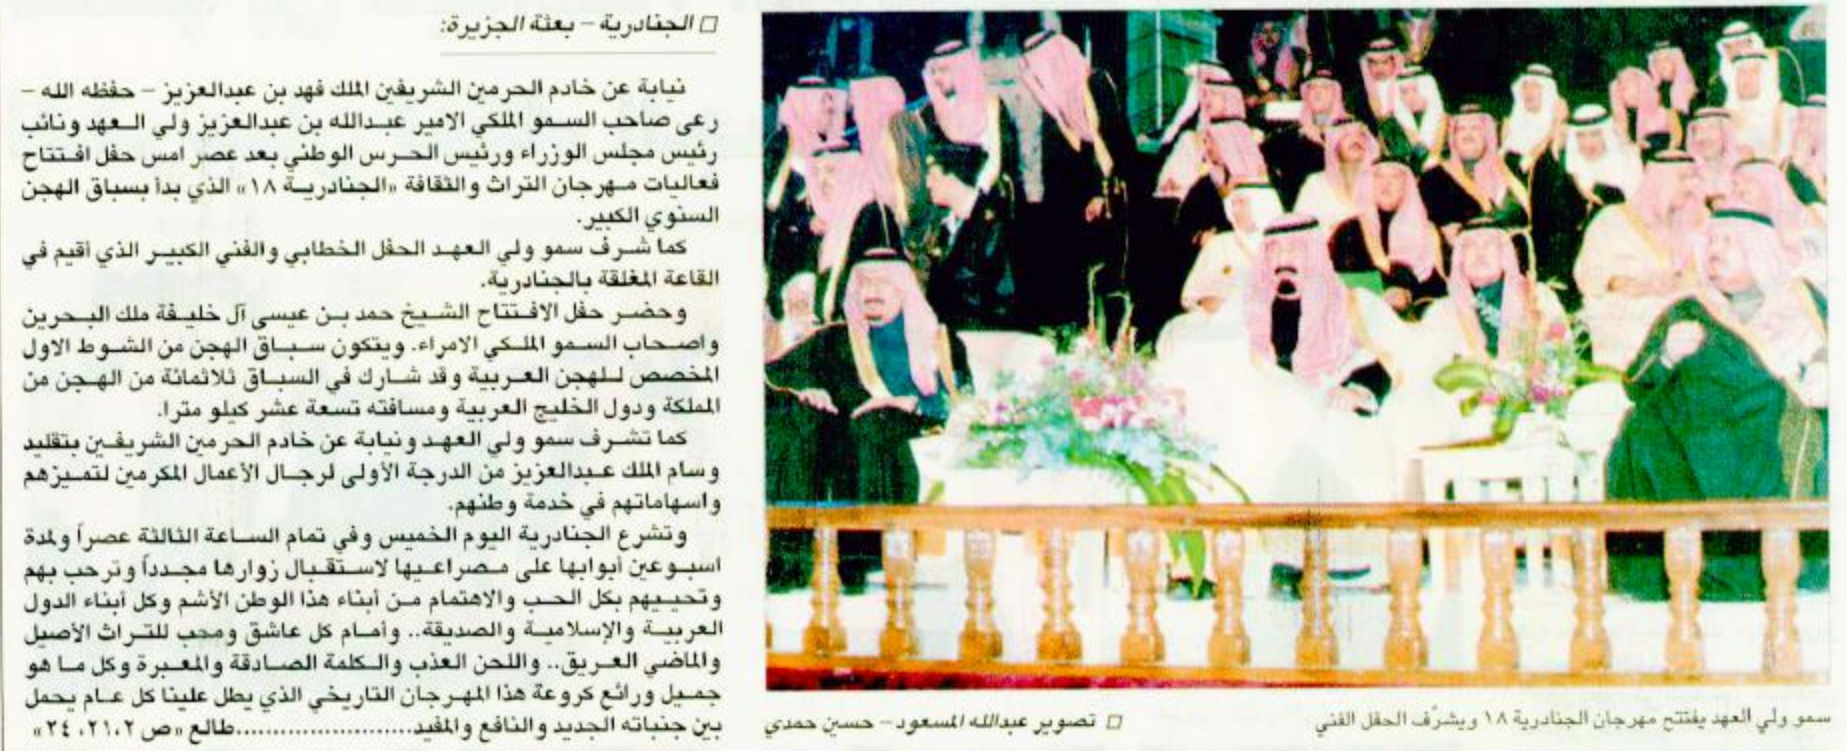 □ الجنادرية – بعثة الجزيرة:
نيابة عن خادم الحرمين الشريفين الملك فهد بن عبدالعزيز – حفظه الله –
رعى صاحب السمو الملكي الامير عبدالله بن عبدالعزيز ولي العهد ونائب
رئيس مجلس الوزراء ورئيس الحرس الوطني بعد عصر امس حفل افتتاح
فعاليات مهرجان التراث والثقافة «الجنادرية ١٨» الذي بدأ بسباق الهجن
السنوي الكبير.
كما شرف سمو ولي العهد الحفل الخطابي والفني الكبير الذي أقيم في
القاعة المغلقة بالجنادرية.
وحضر حفل الافتتاح الشيخ حمد بن عيسى آل خليفة ملك البحرين
واصحاب السمو الملكي الامراء. ويتكون سباق الهجن من الشوط الاول
المخصص للهجن العربية وقد شارك في السباق ثلاثمائة من الهجن من
المملكة ودول الخليج العربية ومسافته تسعة عشر كيلو مترا.
كما تشرف سمو ولي العهد ونيابة عن خادم الحرمين الشريفين بتقليد
وسام الملك عبدالعزيز من الدرجة الأولى لرجال الأعمال المكرمين لتميزهم
واسهاماتهم في خدمة وطنهم.
وتشرع الجنادرية اليوم الخميس وفي تمام الساعة الثالثة عصراً ولمدة
اسبوعين أبوابها على مصراعيها لاستقبال زوارها مجدداً وترحب بهم
وتحييهم بكل الحب والاهتمام من أبناء هذا الوطن الأشم وكل أبناء الدول
العربية والإسلامية والصديقة.. وأمام كل عاشق ومحب للتراث الأصيل
والماضي العريق.. واللحن العذب والكلمة الصادقة والمعبرة وكل ما هو
جميل ورائع كروعة هذا المهرجان التاريخي الذي يطل علينا كل عام يحمل
بين جنباته الجديد والنافع والمفيد........................طالع «ص ٢، ٢١، ٣٤»
سمو ولي العهد يفتتح مهرجان الجنادرية ١٨ ويشرّف الحفل الفني
□ تصوير عبدالله المسعود – حسين حمدي